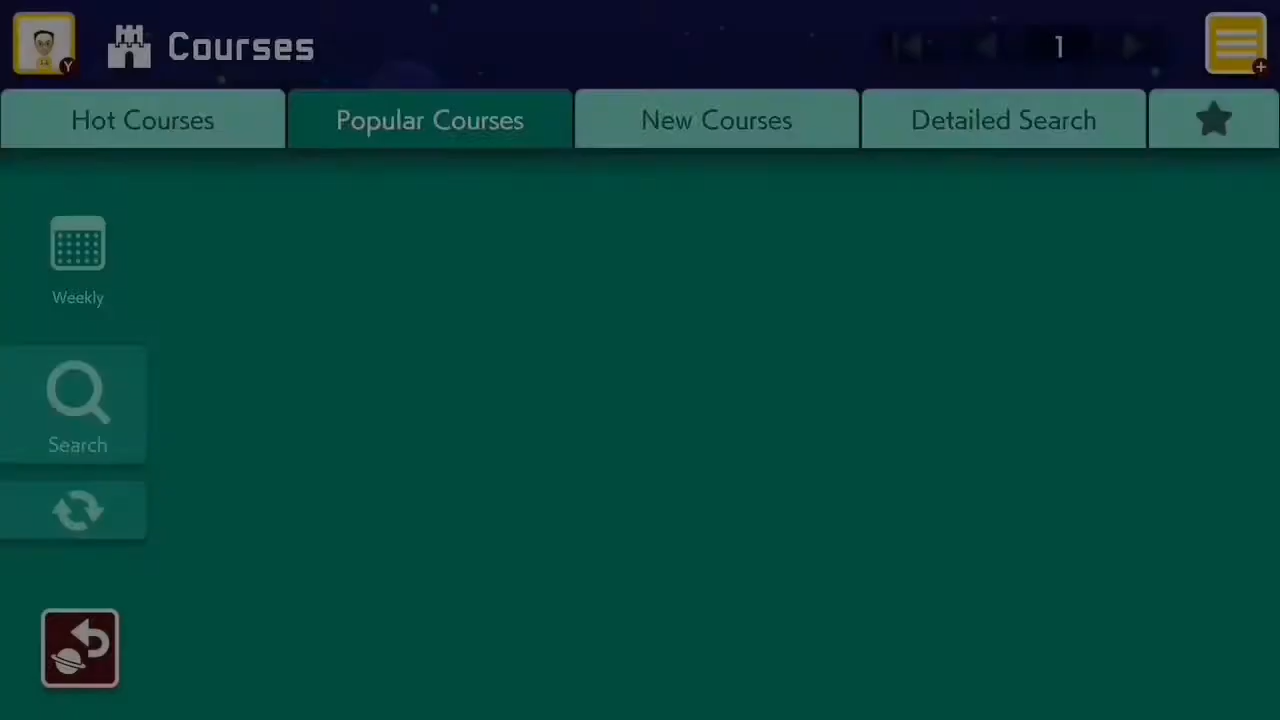 Y
Courses
1
+
Hot Courses
Popular Courses
New Courses
Detailed Search
Weekly
Search